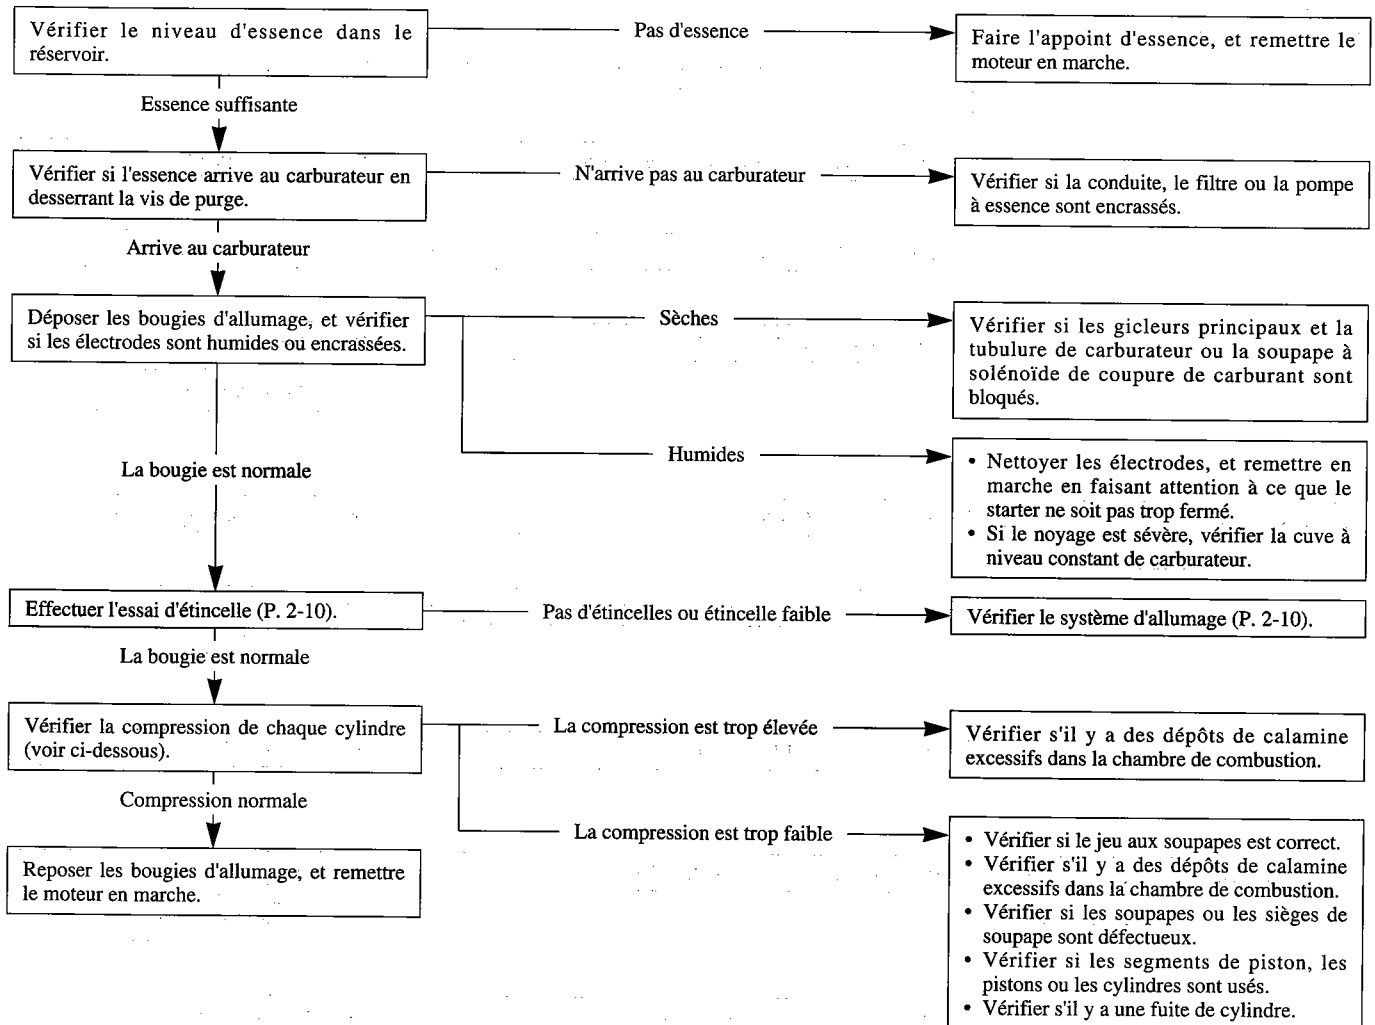 Vérifier le niveau d'essence dans le
réservoir.
Pas d'essence
Faire l'appoint d'essence, et remettre le
moteur en marche.
Essence suffisante
Vérifier si l'essence arrive au carburateur en
desserrant la vis de purge.
N'arrive pas au carburateur
Vérifier si la conduite, le filtre ou la pompe
à essence sont encrassés.
Arrive au carburateur
Déposer les bougies d'allumage, et vérifier
si les électrodes sont humides ou encrassées.
Sèches
Vérifier si les gicleurs principaux et la
tubulure de carburateur ou la soupape à
solénoïde de coupure de carburant sont
bloqués.
Humides
• Nettoyer les électrodes, et remettre en
marche en faisant attention à ce que le
starter ne soit pas trop fermé.
• Si le noyage est sévère, vérifier la cuve à
niveau constant de carburateur.
La bougie est normale
Effectuer l'essai d'étincelle (P. 2-10).
Pas d'étincelles ou étincelle faible
Vérifier le système d'allumage (P. 2-10).
La bougie est normale
Vérifier la compression de chaque cylindre
(voir ci-dessous).
La compression est trop élevée
Vérifier s'il y a des dépôts de calamine
excessifs dans la chambre de combustion.
Compression normale
La compression est trop faible
• Vérifier si le jeu aux soupapes est correct.
• Vérifier s'il y a des dépôts de calamine
excessifs dans la chambre de combustion.
• Vérifier si les soupapes ou les sièges de
soupape sont défectueux.
• Vérifier si les segments de piston, les
pistons ou les cylindres sont usés.
• Vérifier s'il y a une fuite de cylindre.
Reposer les bougies d'allumage, et remettre
le moteur en marche.